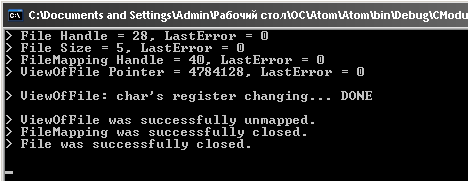 C:\Documents and Settings\Admin\Рабочий стол\ОС\Atom\Atom\bin\Debug\CModu
> File Handle = 28, LastError = 0
> File Size = 5, LastError = 0
> FileMapping Handle = 40, LastError = 0
> ViewOfFile Pointer = 4784128, LastError = 0
> ViewOfFile: char's register changing... DONE
> ViewOfFile was successfully unmapped.
> FileMapping was successfully closed.
> File was successfully closed.